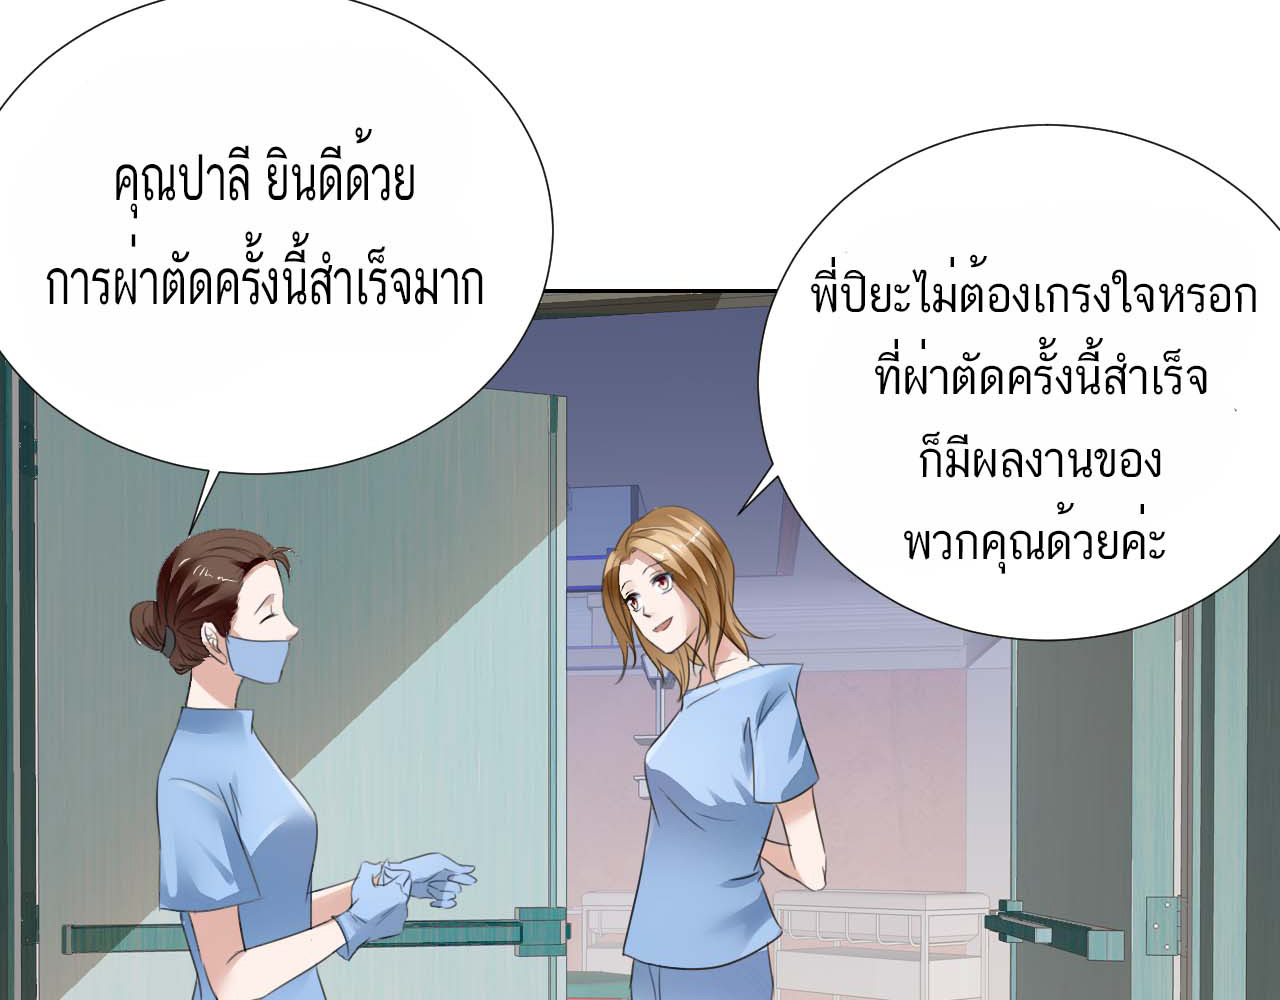 คุณปาลี ยินดีด้วย
การผ่าตัดครั้งนี้สำเร็จมาก
พี่ปิยะไม่ต้องเกรงใจหรอก
ที่ผ่าตัดครั้งนี้สำเร็จ
ก็มีผลงานของ
พวกคุณด้วยค่ะ